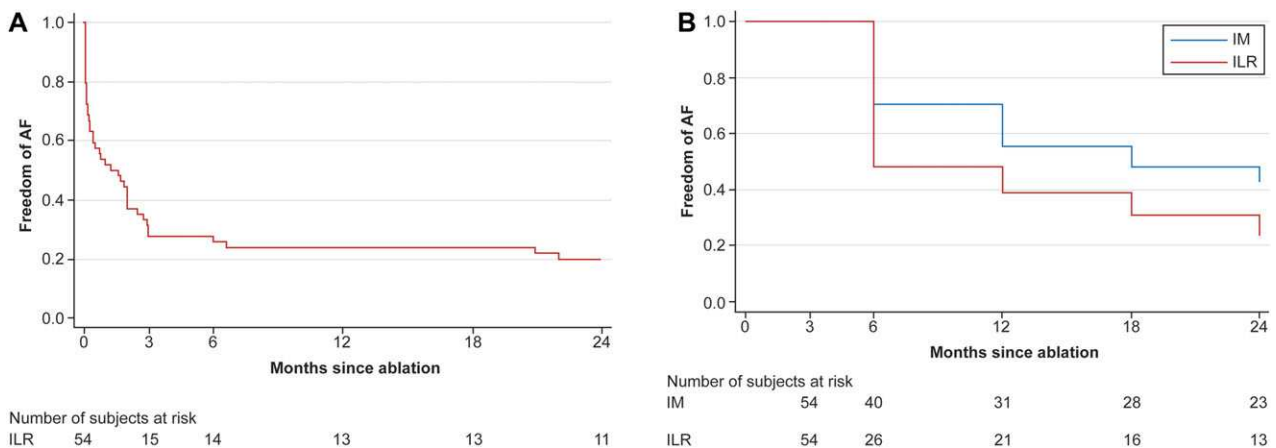 A
1.0
0.8
0.6
0.4
0.2
0.0
Freedom of AF
0 3 6 12 18 24
Months since ablation
Number of subjects at risk
ILR 54 15 14 13 13 11
B
IM
ILR
1.0
0.8
0.6
0.4
0.2
0.0
Freedom of AF
0 3 6 12 18 24
Months since ablation
Number of subjects at risk
IM 54 40 31 28 23
ILR 54 26 21 16 13